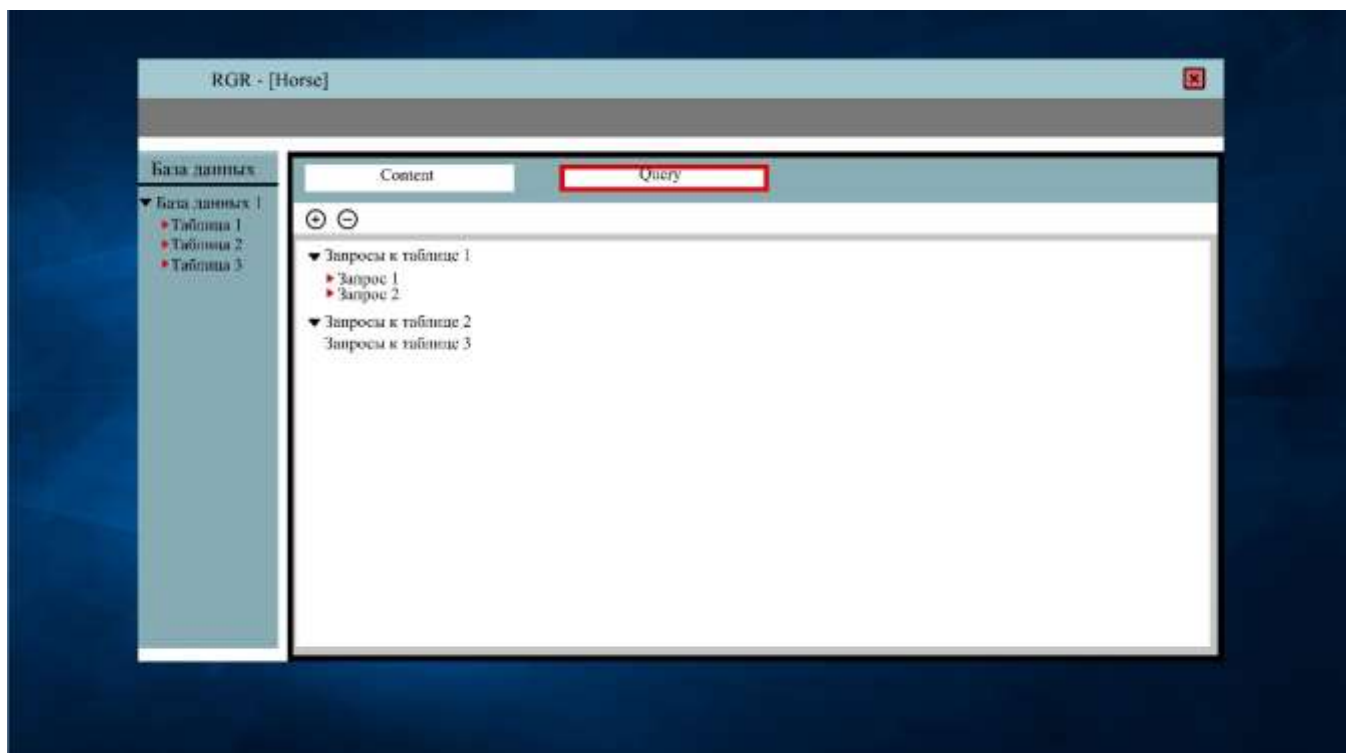 RGR - [Horse]
База данных
База данных 1
Таблица 1
Таблица 2
Таблица 3
Content
Query
Запросы к таблице 1
Запрос 1
Запрос 2
Запросы к таблице 2
Запросы к таблице 3